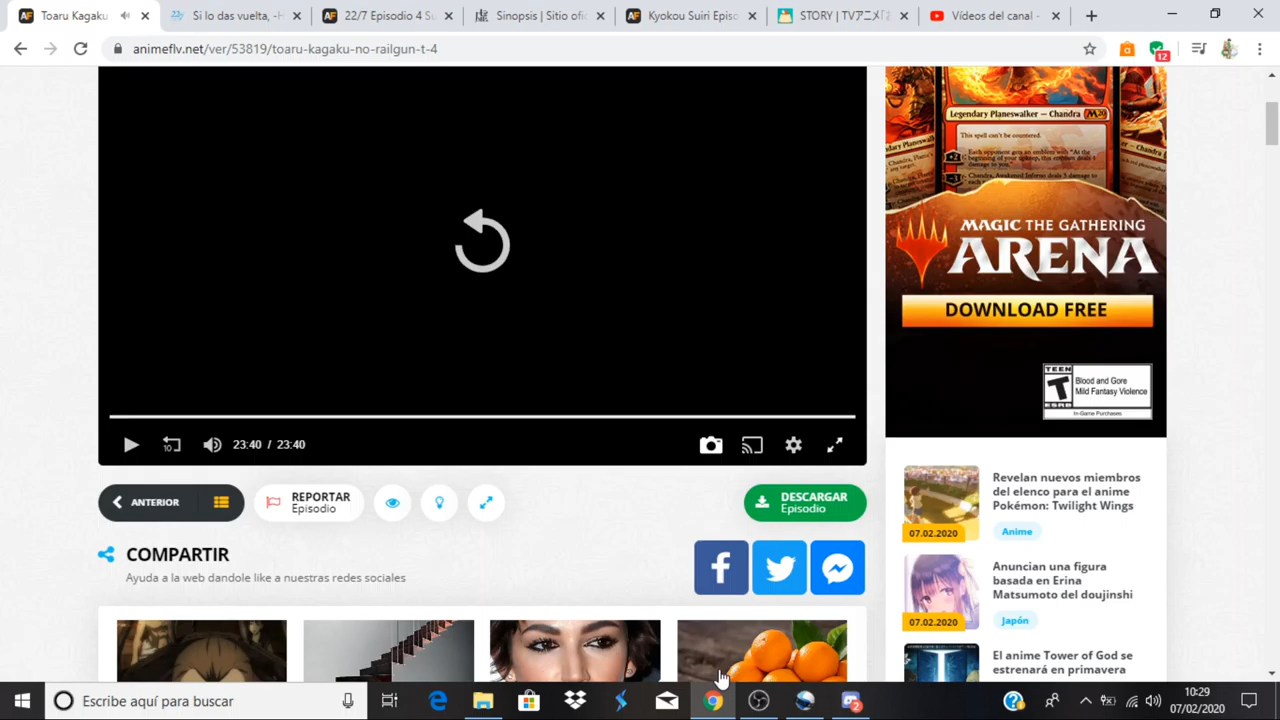 Toaru Kagaku
Si lo das vuelta, -H
22/7 Episodio 4 Su
Sinopsis | Sitio ofi
Kyokou Suiri Episo
STORY | TVアニメ
Vídeos del canal -
animeflv.net/ver/53819/toaru-kagaku-no-railgun-t-4
12
Legendary Planeswalker — Chandra
M20
This spell can't be countered.
MAGIC THE GATHERING
ARENA
DOWNLOAD FREE
TEEN
T
ESRB
Blood and Gore
Mild Fantasy Violence
In-Game Purchases
10
23:40 / 23:40
ANTERIOR
REPORTAR
Episodio
DESCARGAR
Episodio
COMPARTIR
Ayuda a la web dandole like a nuestras redes sociales
Revelan nuevos miembros
del elenco para el anime
Pokémon: Twilight Wings
07.02.2020
Anime
Anuncian una figura
basada en Erina
Matsumoto del doujinshi
07.02.2020
Japón
El anime Tower of God se
estrenará en primavera
Escribe aquí para buscar
2
10:29
07/02/2020